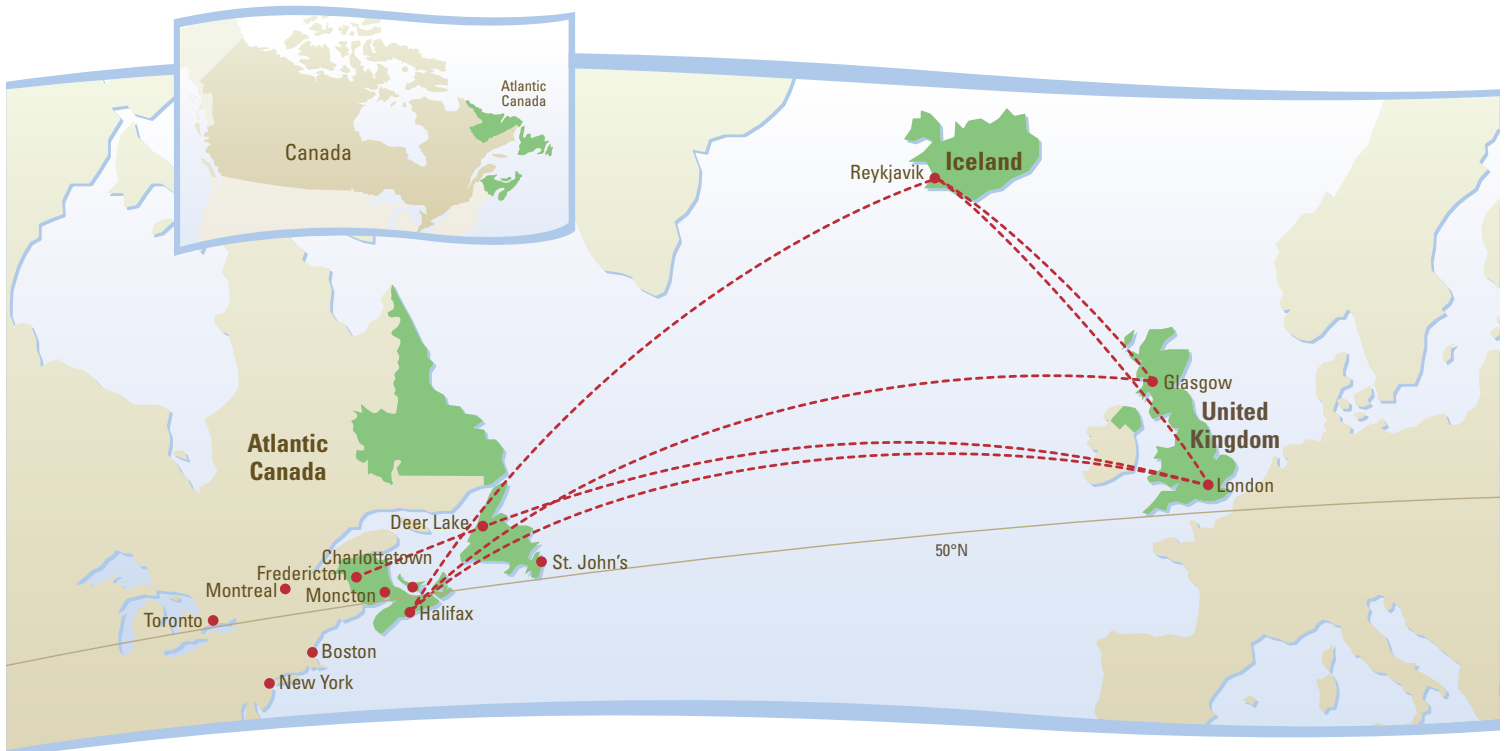 Atlantic
Canada
Canada
Iceland
Reykjavik
Glasgow
United
Kingdom
London
Atlantic
Canada
Deer Lake
Charlottetown
St. John's
50°N
Fredericton
Montreal
Moncton
Halifax
Toronto
Boston
New York